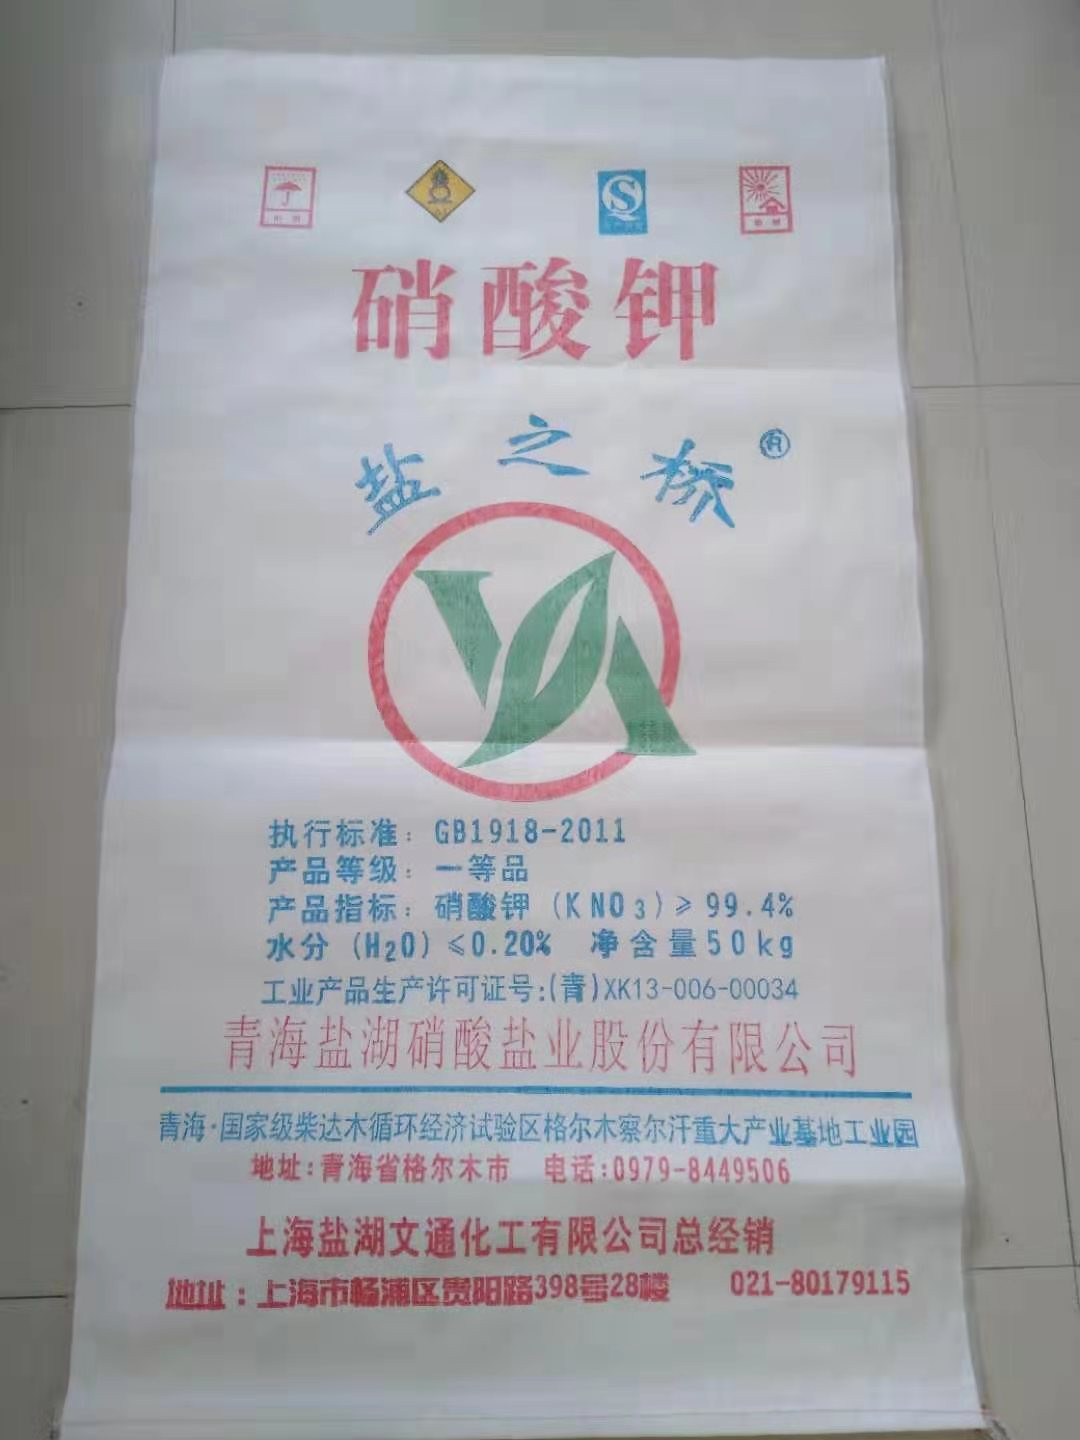 硝酸钾
盐之桥®
执行标准：GB1918-2011
产品等级：一等品
产品指标：硝酸钾（KNO₃）≥99.4%
水分（H₂O）≤0.20% 净含量50kg
工业产品生产许可证号:(青)XK13-006-00034
青海盐湖硝酸盐业股份有限公司
青海·国家级柴达木循环经济试验区格尔木察尔汗重大产业基地工业园
地址:青海省格尔木市 电话:0979-8449506
上海盐湖文通化工有限公司总经销
地址：上海市杨浦区贵阳路398号28楼 021-80179115